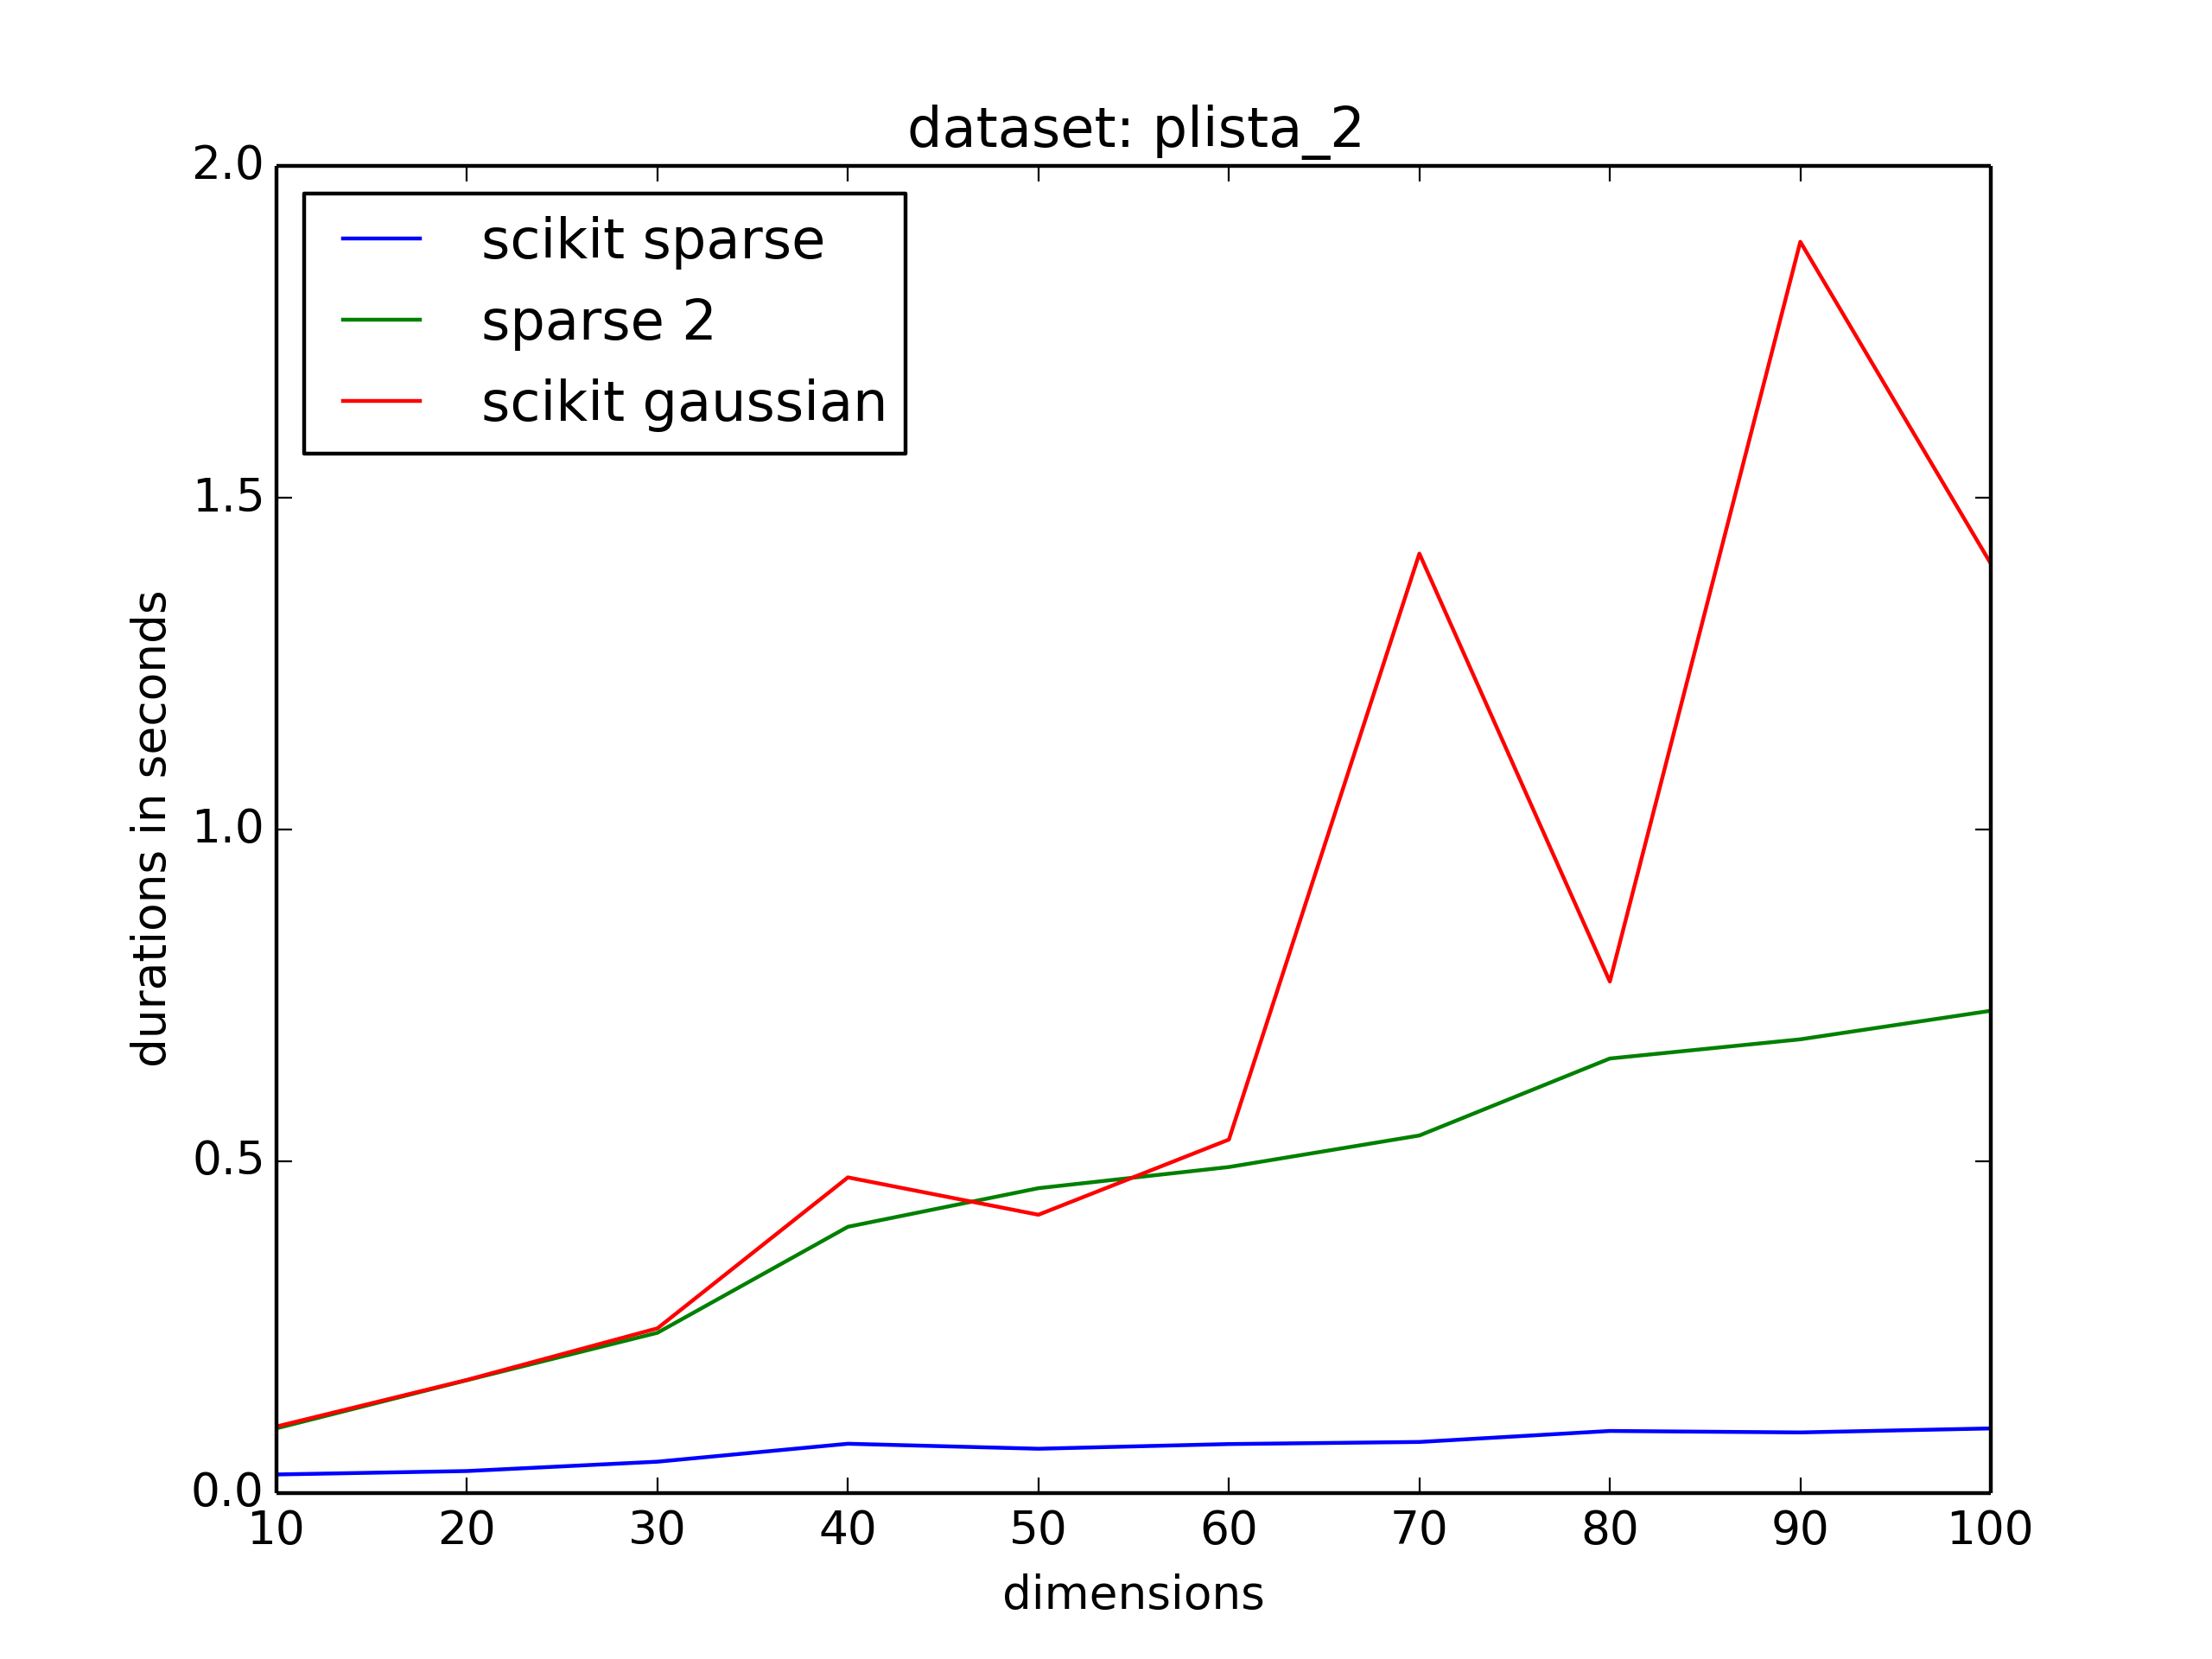 dataset: plista_2
2.0
scikit sparse
sparse 2
scikit gaussian
1.5
1.0
0.5
0.0
durations in seconds
10 20 30 40 50 60 70 80 90 100
dimensions